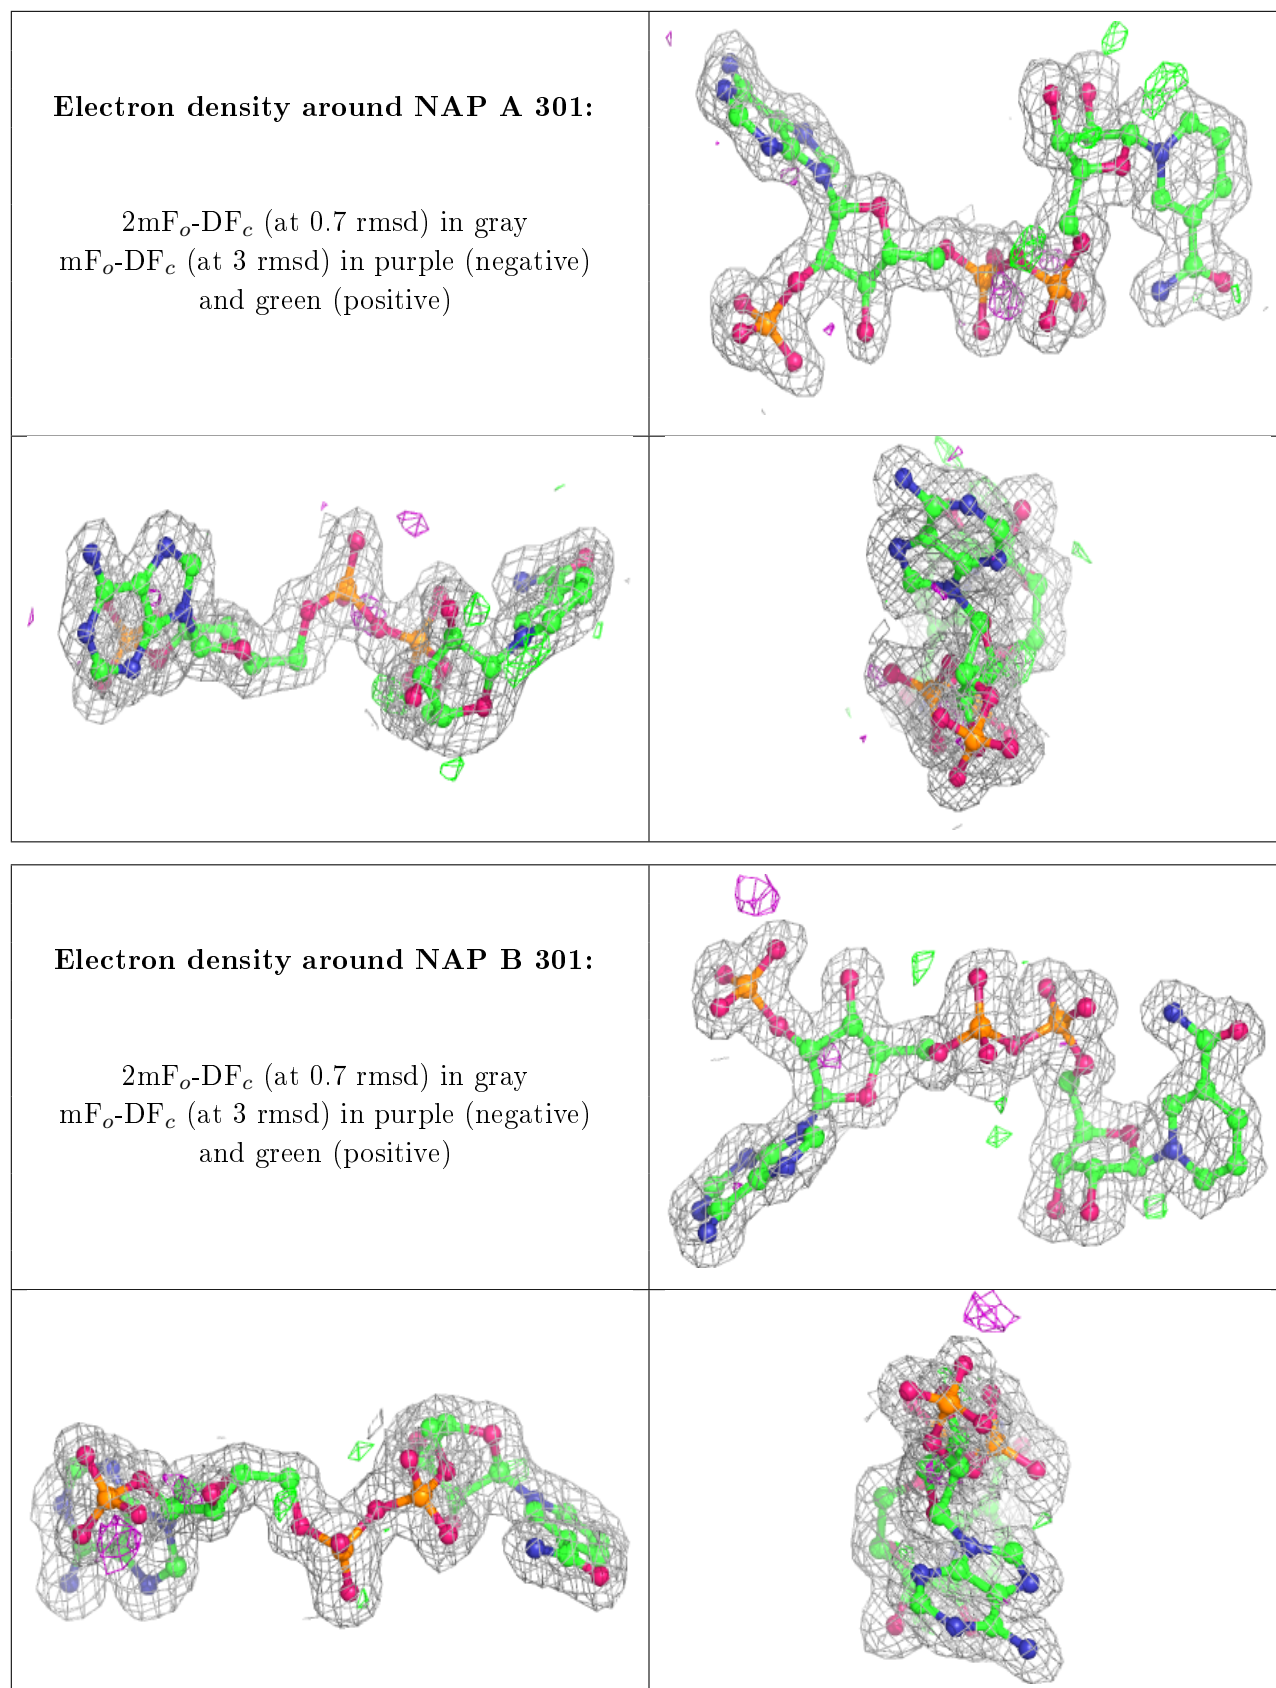 Electron density around NAP A 301:
2mFo-DFc (at 0.7 rmsd) in gray
mFo-DFc (at 3 rmsd) in purple (negative)
and green (positive)
Electron density around NAP B 301:
2mFo-DFc (at 0.7 rmsd) in gray
mFo-DFc (at 3 rmsd) in purple (negative)
and green (positive)